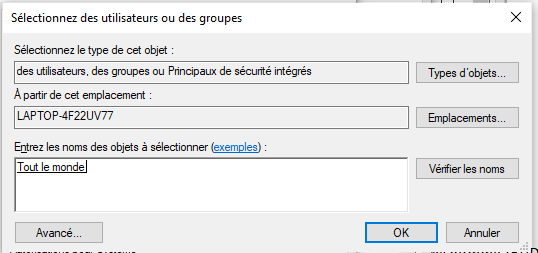 Sélectionnez des utilisateurs ou des groupes
Sélectionnez le type de cet objet :
des utilisateurs, des groupes ou Principaux de sécurité intégrés
Types d'objets...
À partir de cet emplacement :
LAPTOP-4F22UV77
Emplacements...
Entrez les noms des objets à sélectionner (exemples) :
Tout le monde
Vérifier les noms
Avancé...
OK
Annuler